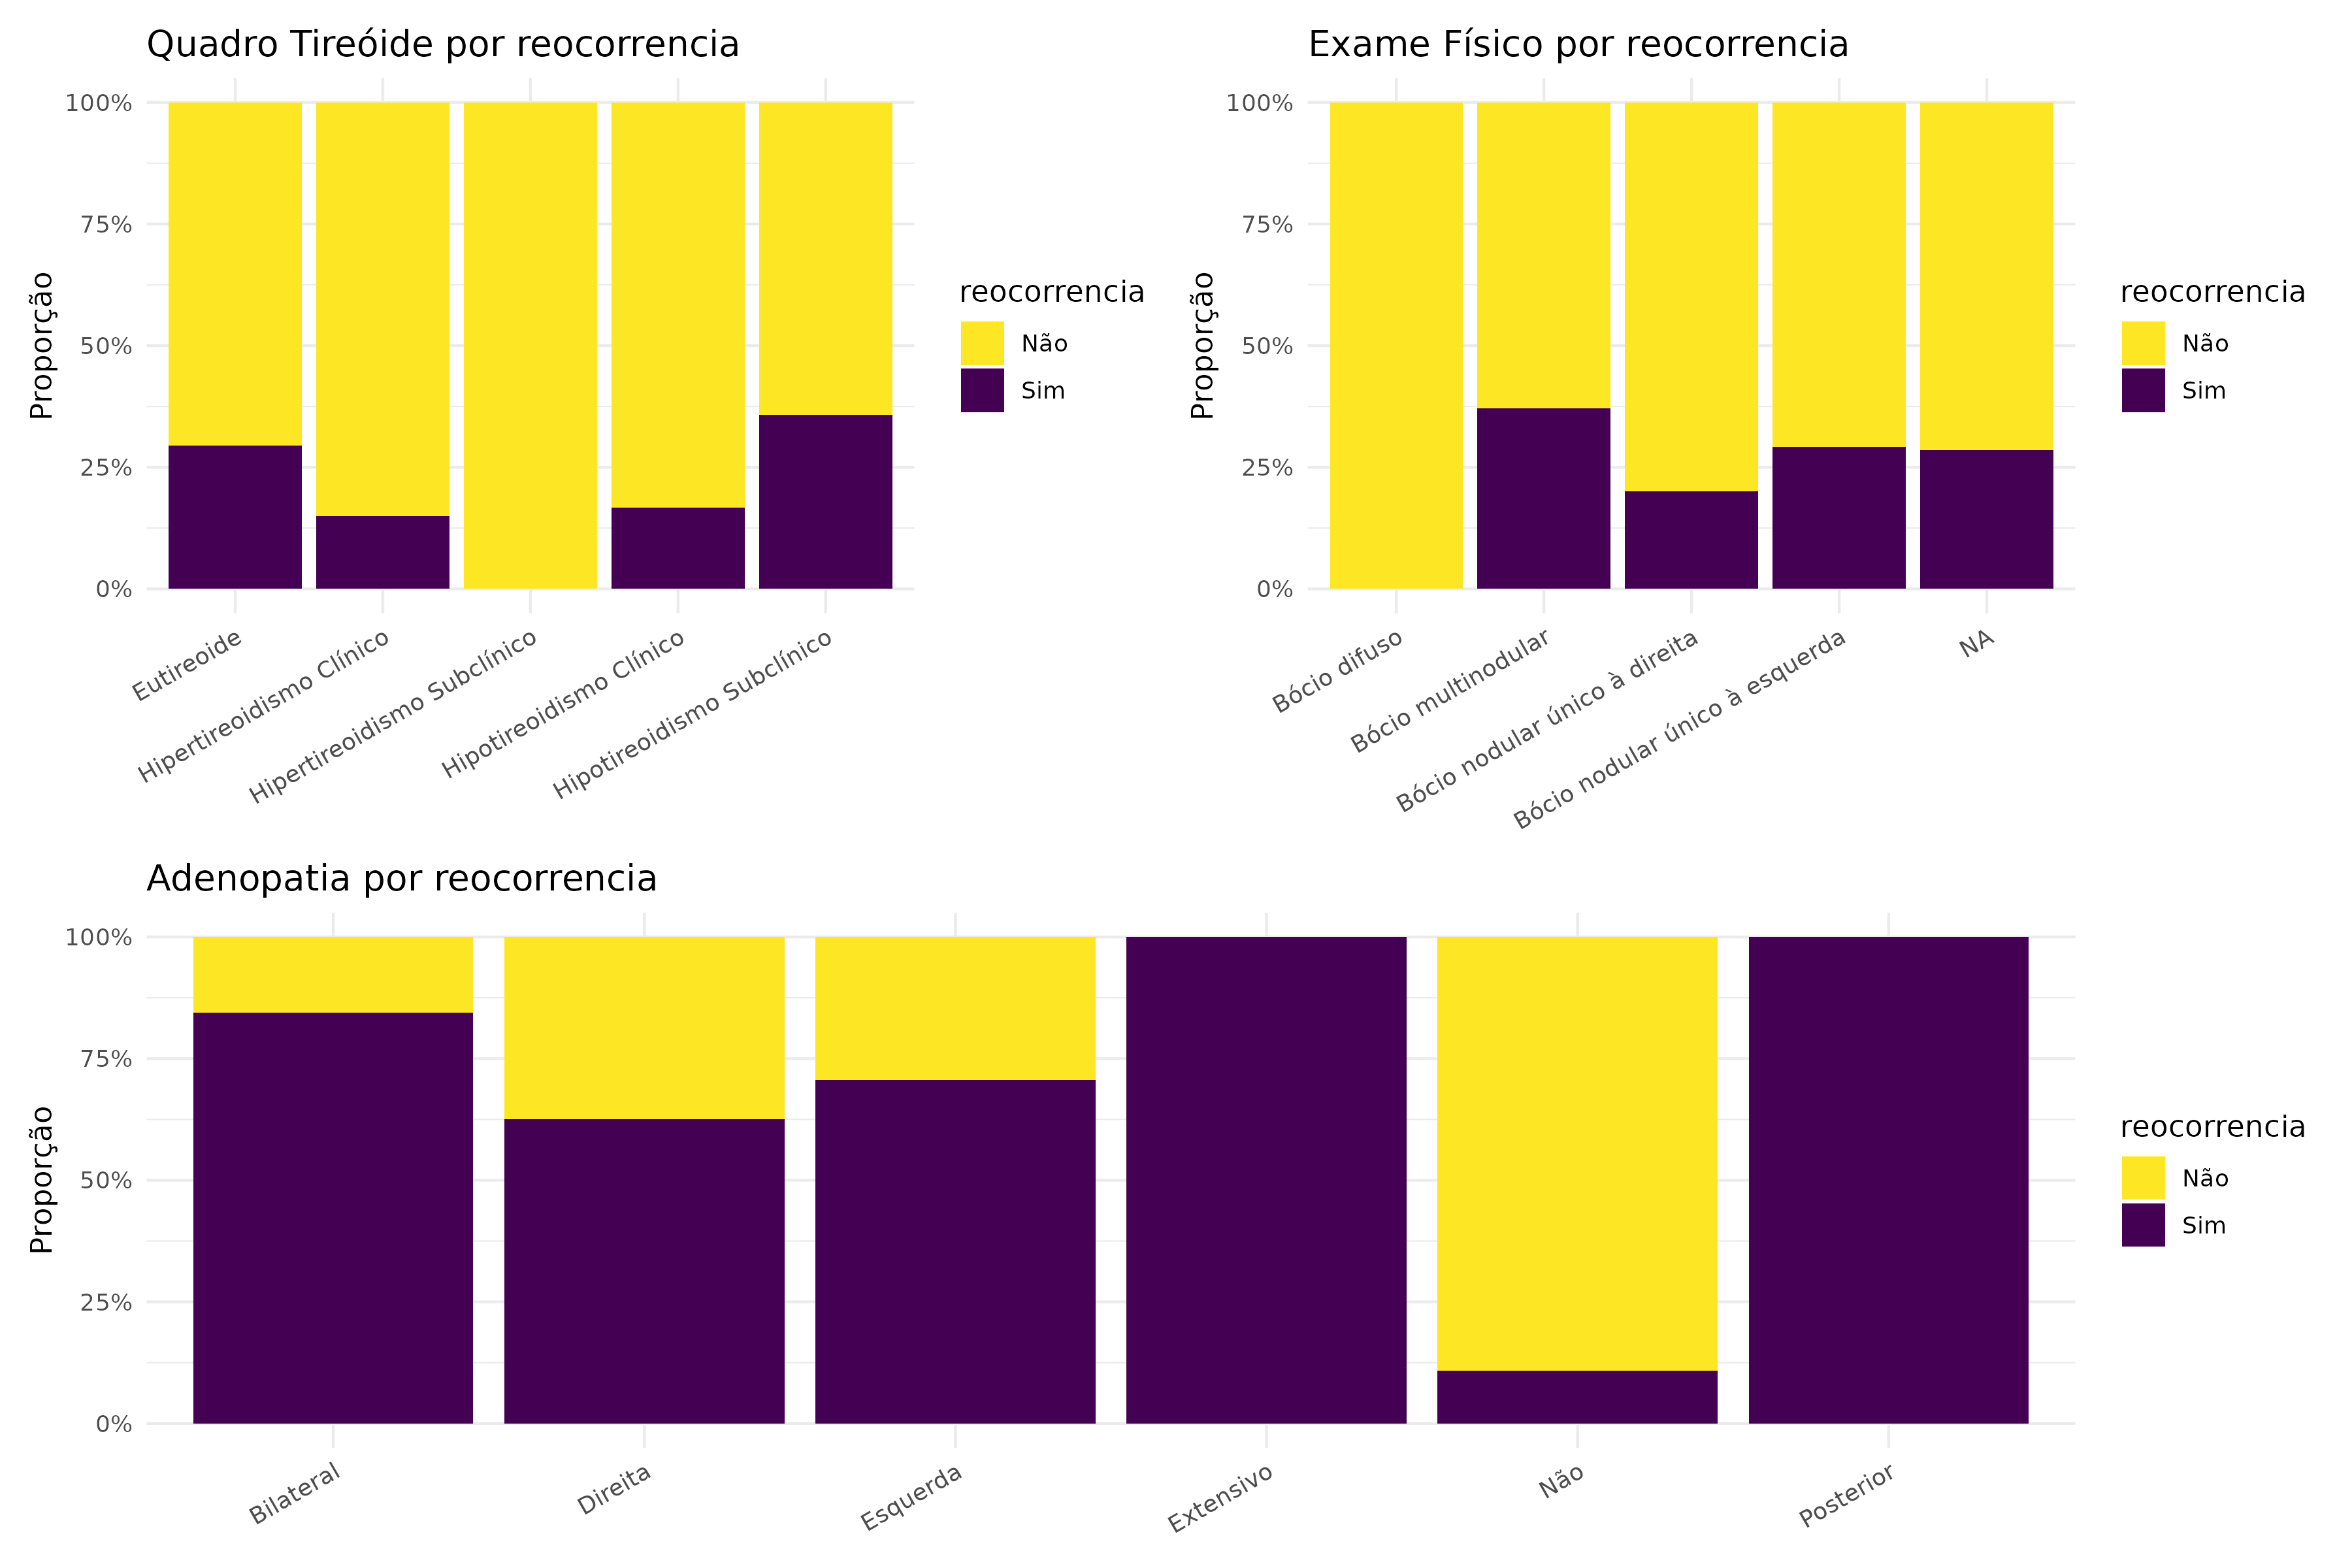 Quadro Tireóide por reocorrencia
Proporção
100%
75%
50%
25%
0%
Eutireoide
Hipertireoidismo Clínico
Hipertireoidismo Subclínico
Hipotireoidismo Clínico
Hipotireoidismo Subclínico
reocorrencia
Não
Sim
Exame Físico por reocorrencia
Proporção
100%
75%
50%
25%
0%
Bócio difuso
Bócio multinodular
Bócio nodular único à direita
Bócio nodular único à esquerda
NA
reocorrencia
Não
Sim
Adenopatia por reocorrencia
Proporção
100%
75%
50%
25%
0%
Bilateral
Direita
Esquerda
Extensivo
Não
Posterior
reocorrencia
Não
Sim